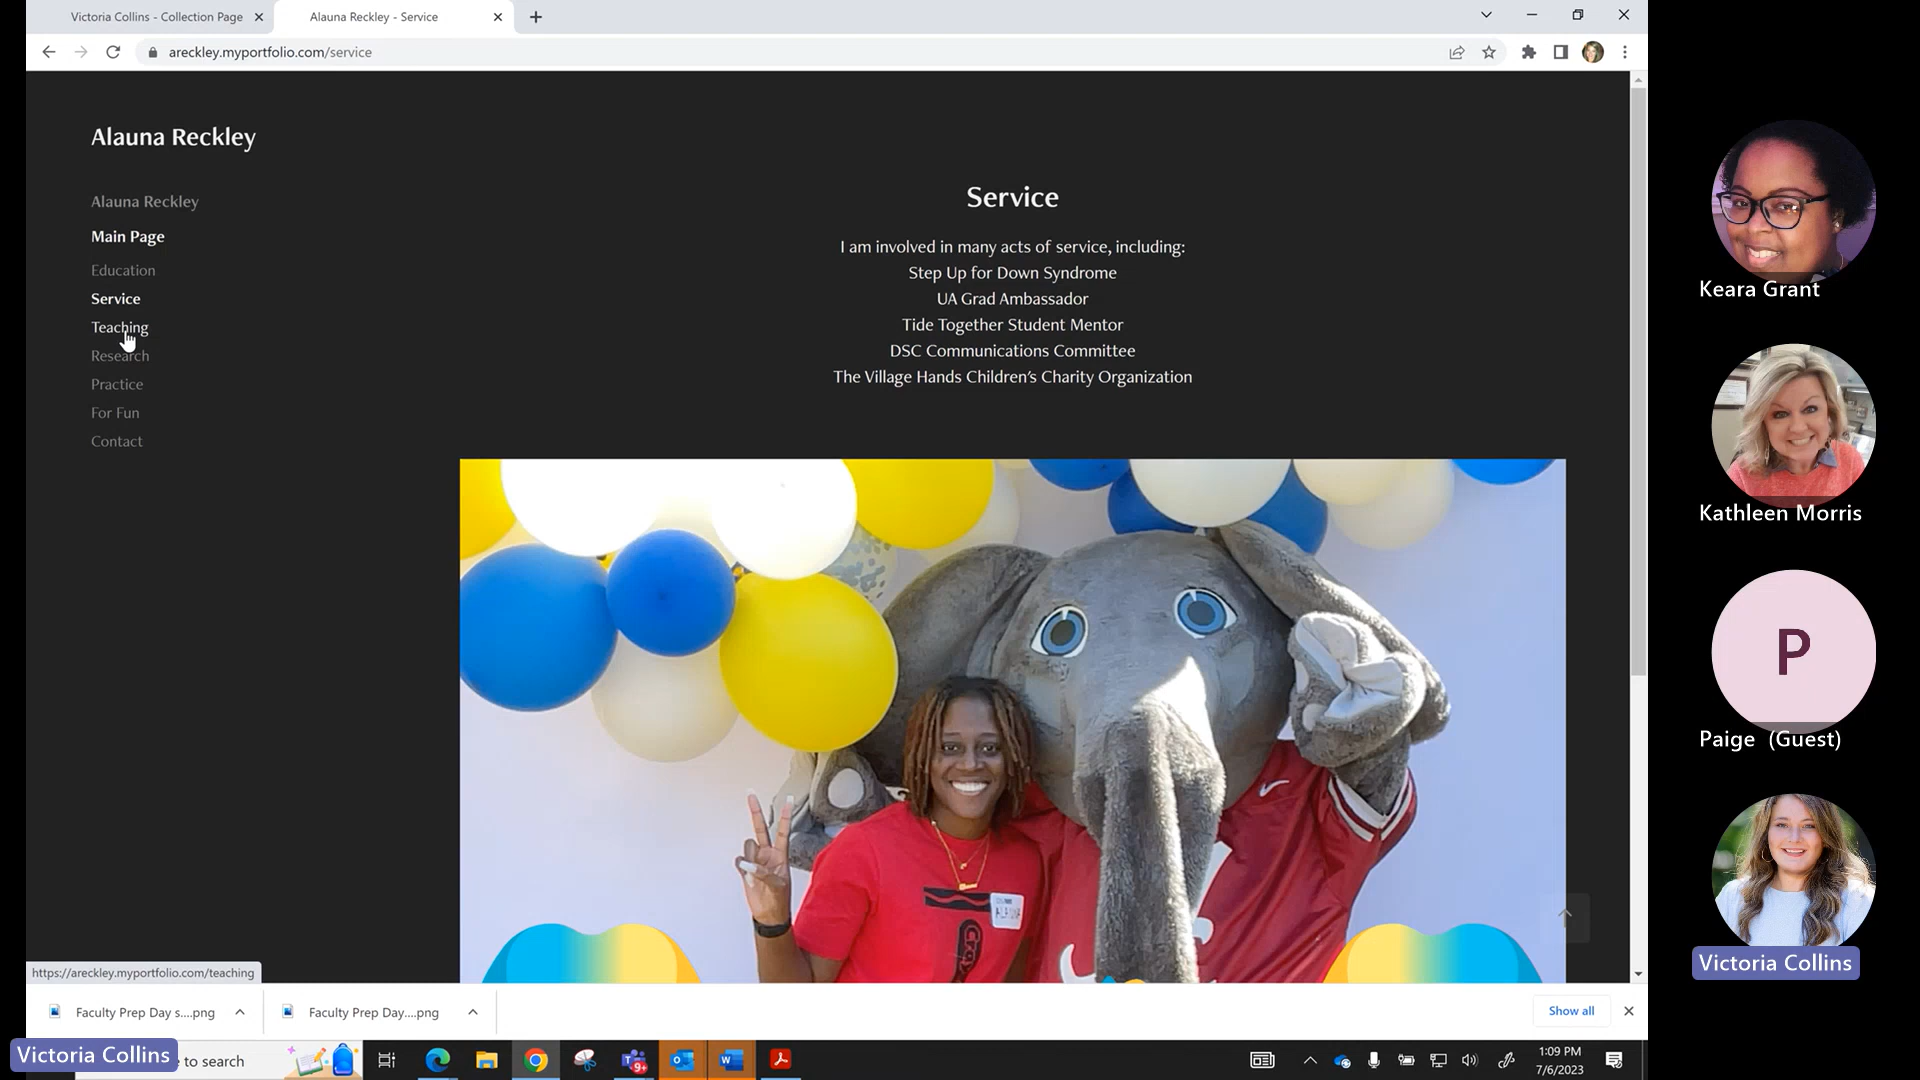 Victoria Collins - Collection Page
Alauna Reckley - Service
areckley.myportfolio.com/service
Alauna Reckley
Alauna Reckley
Main Page
Education
Service
Teaching
Research
Practice
For Fun
Contact
Service
I am involved in many acts of service, including:
Step Up for Down Syndrome
UA Grad Ambassador
Tide Together Student Mentor
DSC Communications Committee
The Village Hands Children's Charity Organization
https://areckley.myportfolio.com/teaching
Faculty Prep Day s....png
Faculty Prep Day....png
Show all
Victoria Collins
e to search
9+
1:09 PM
7/6/2023
Keara Grant
Kathleen Morris
P
Paige (Guest)
Victoria Collins